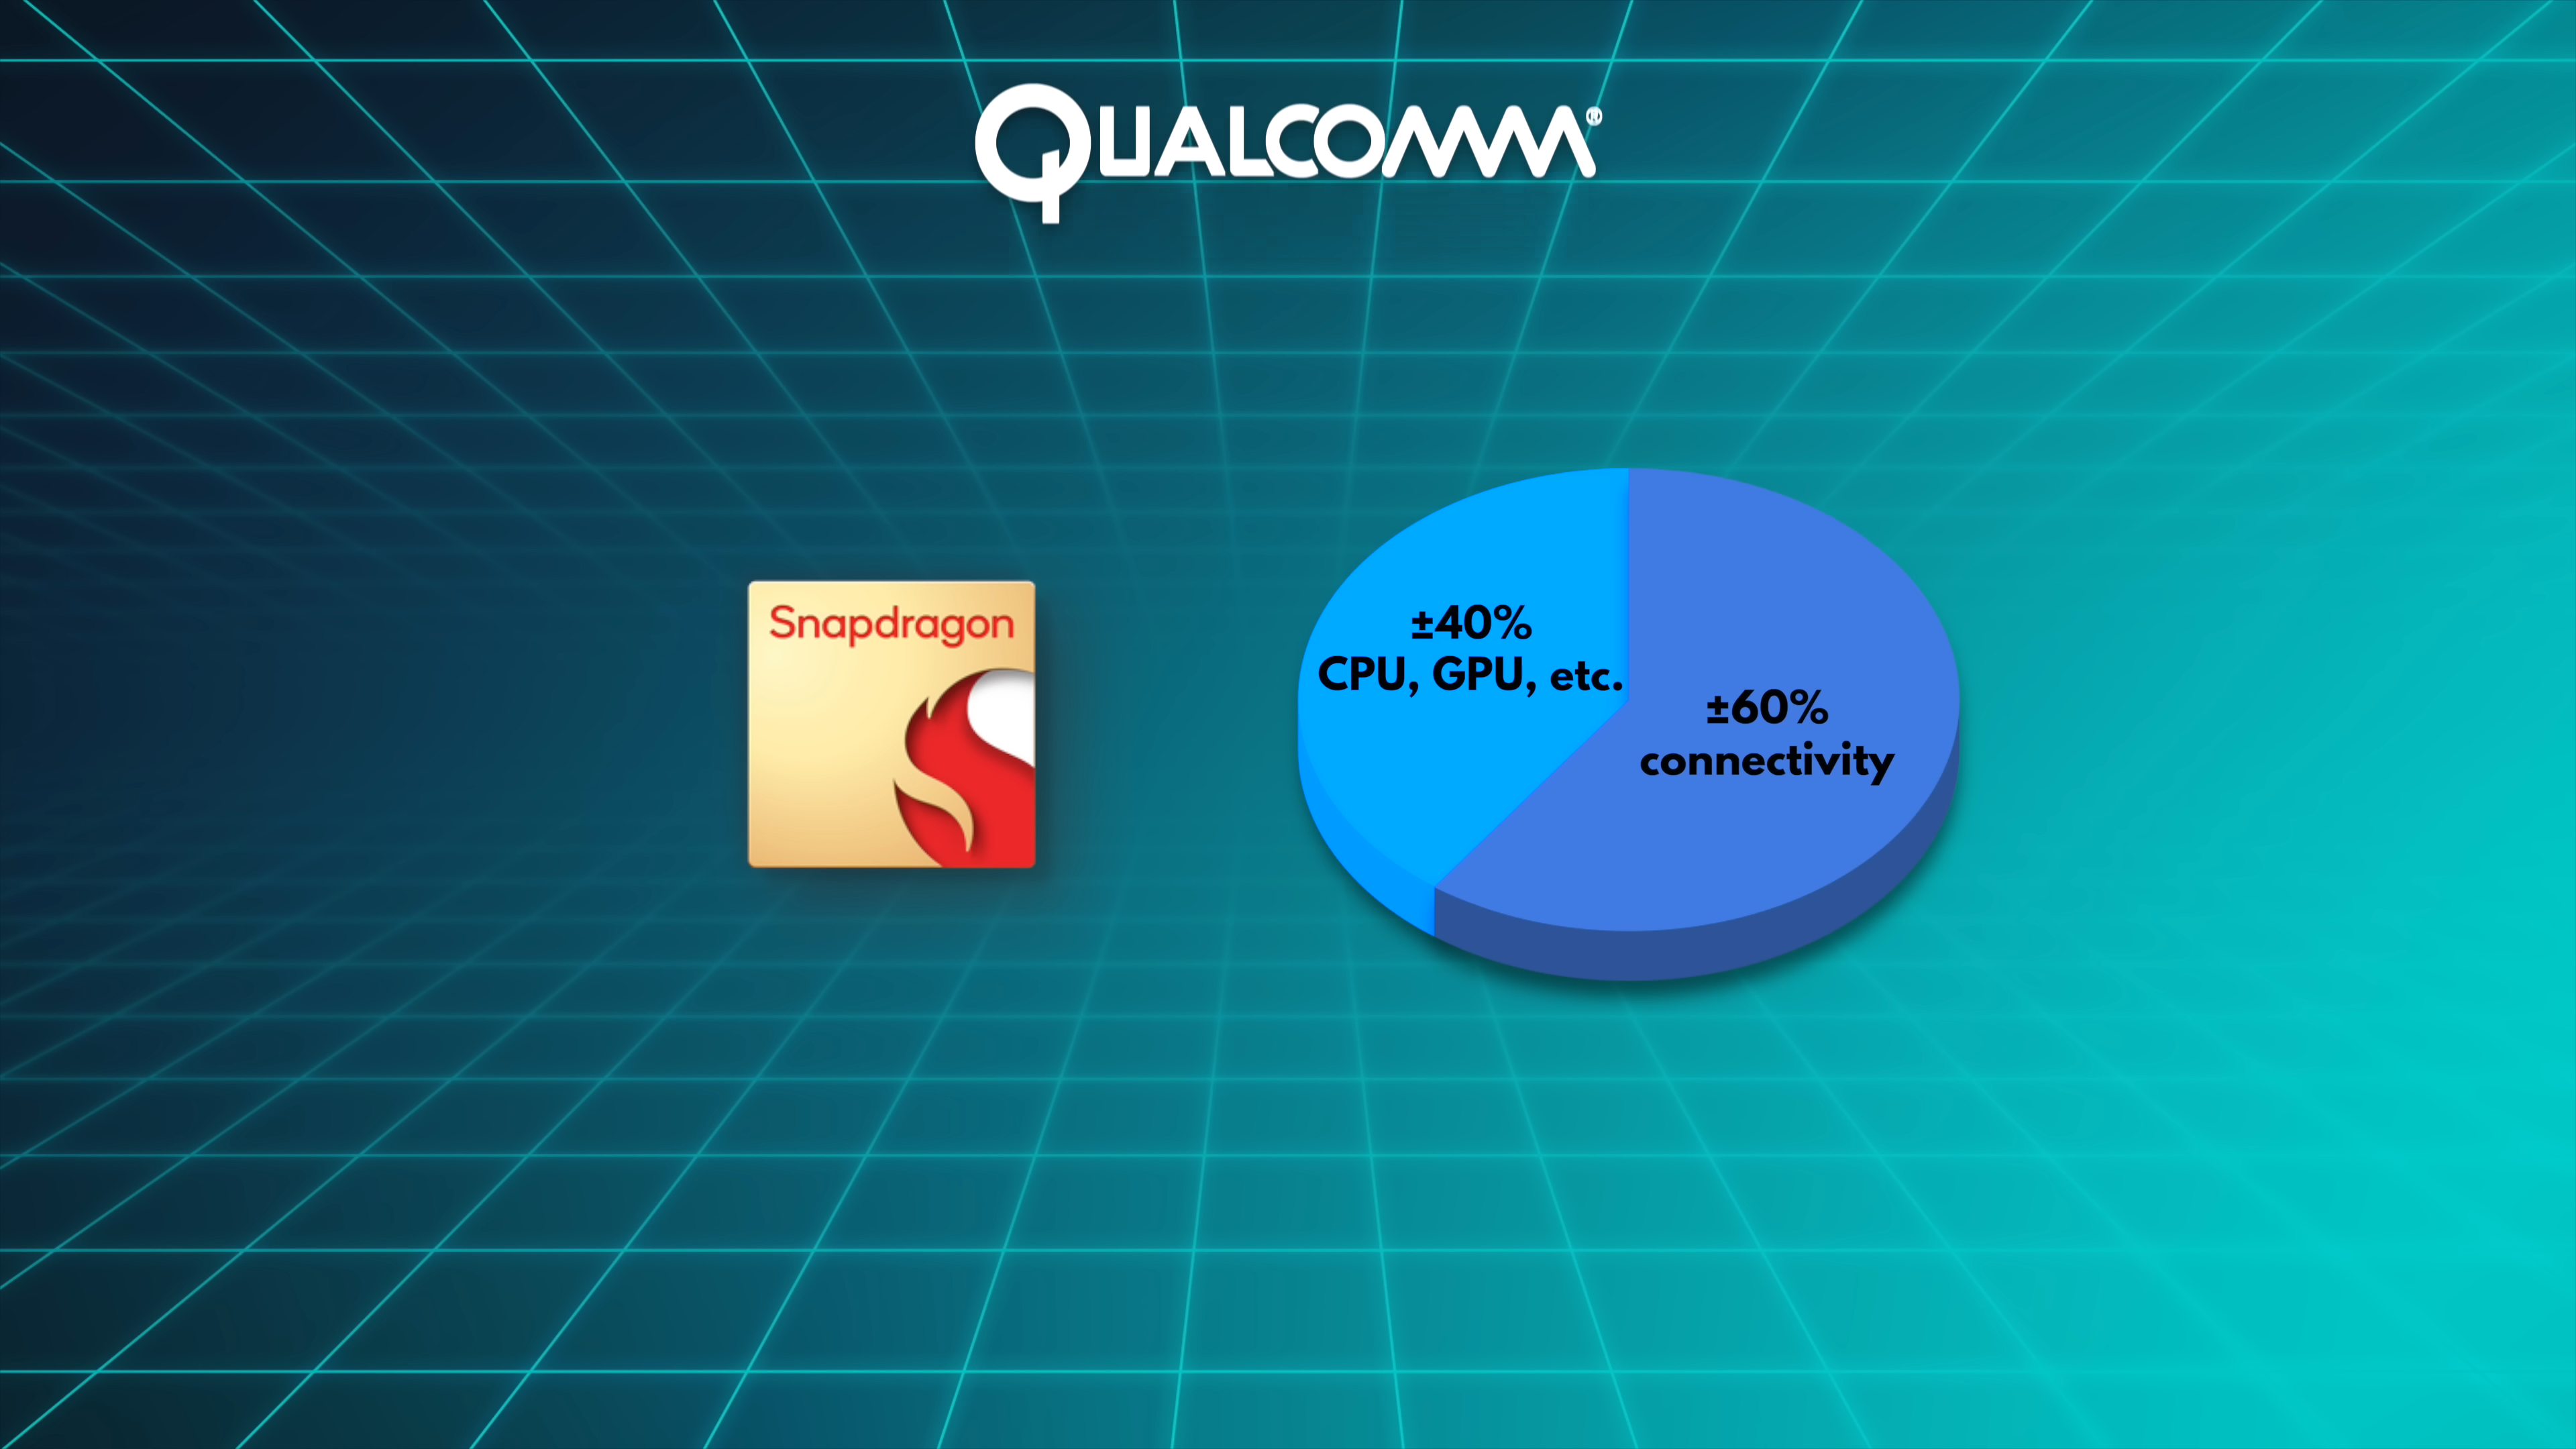 QUALCOMM®
Snapdragon
±40%
CPU, GPU, etc.
±60%
connectivity